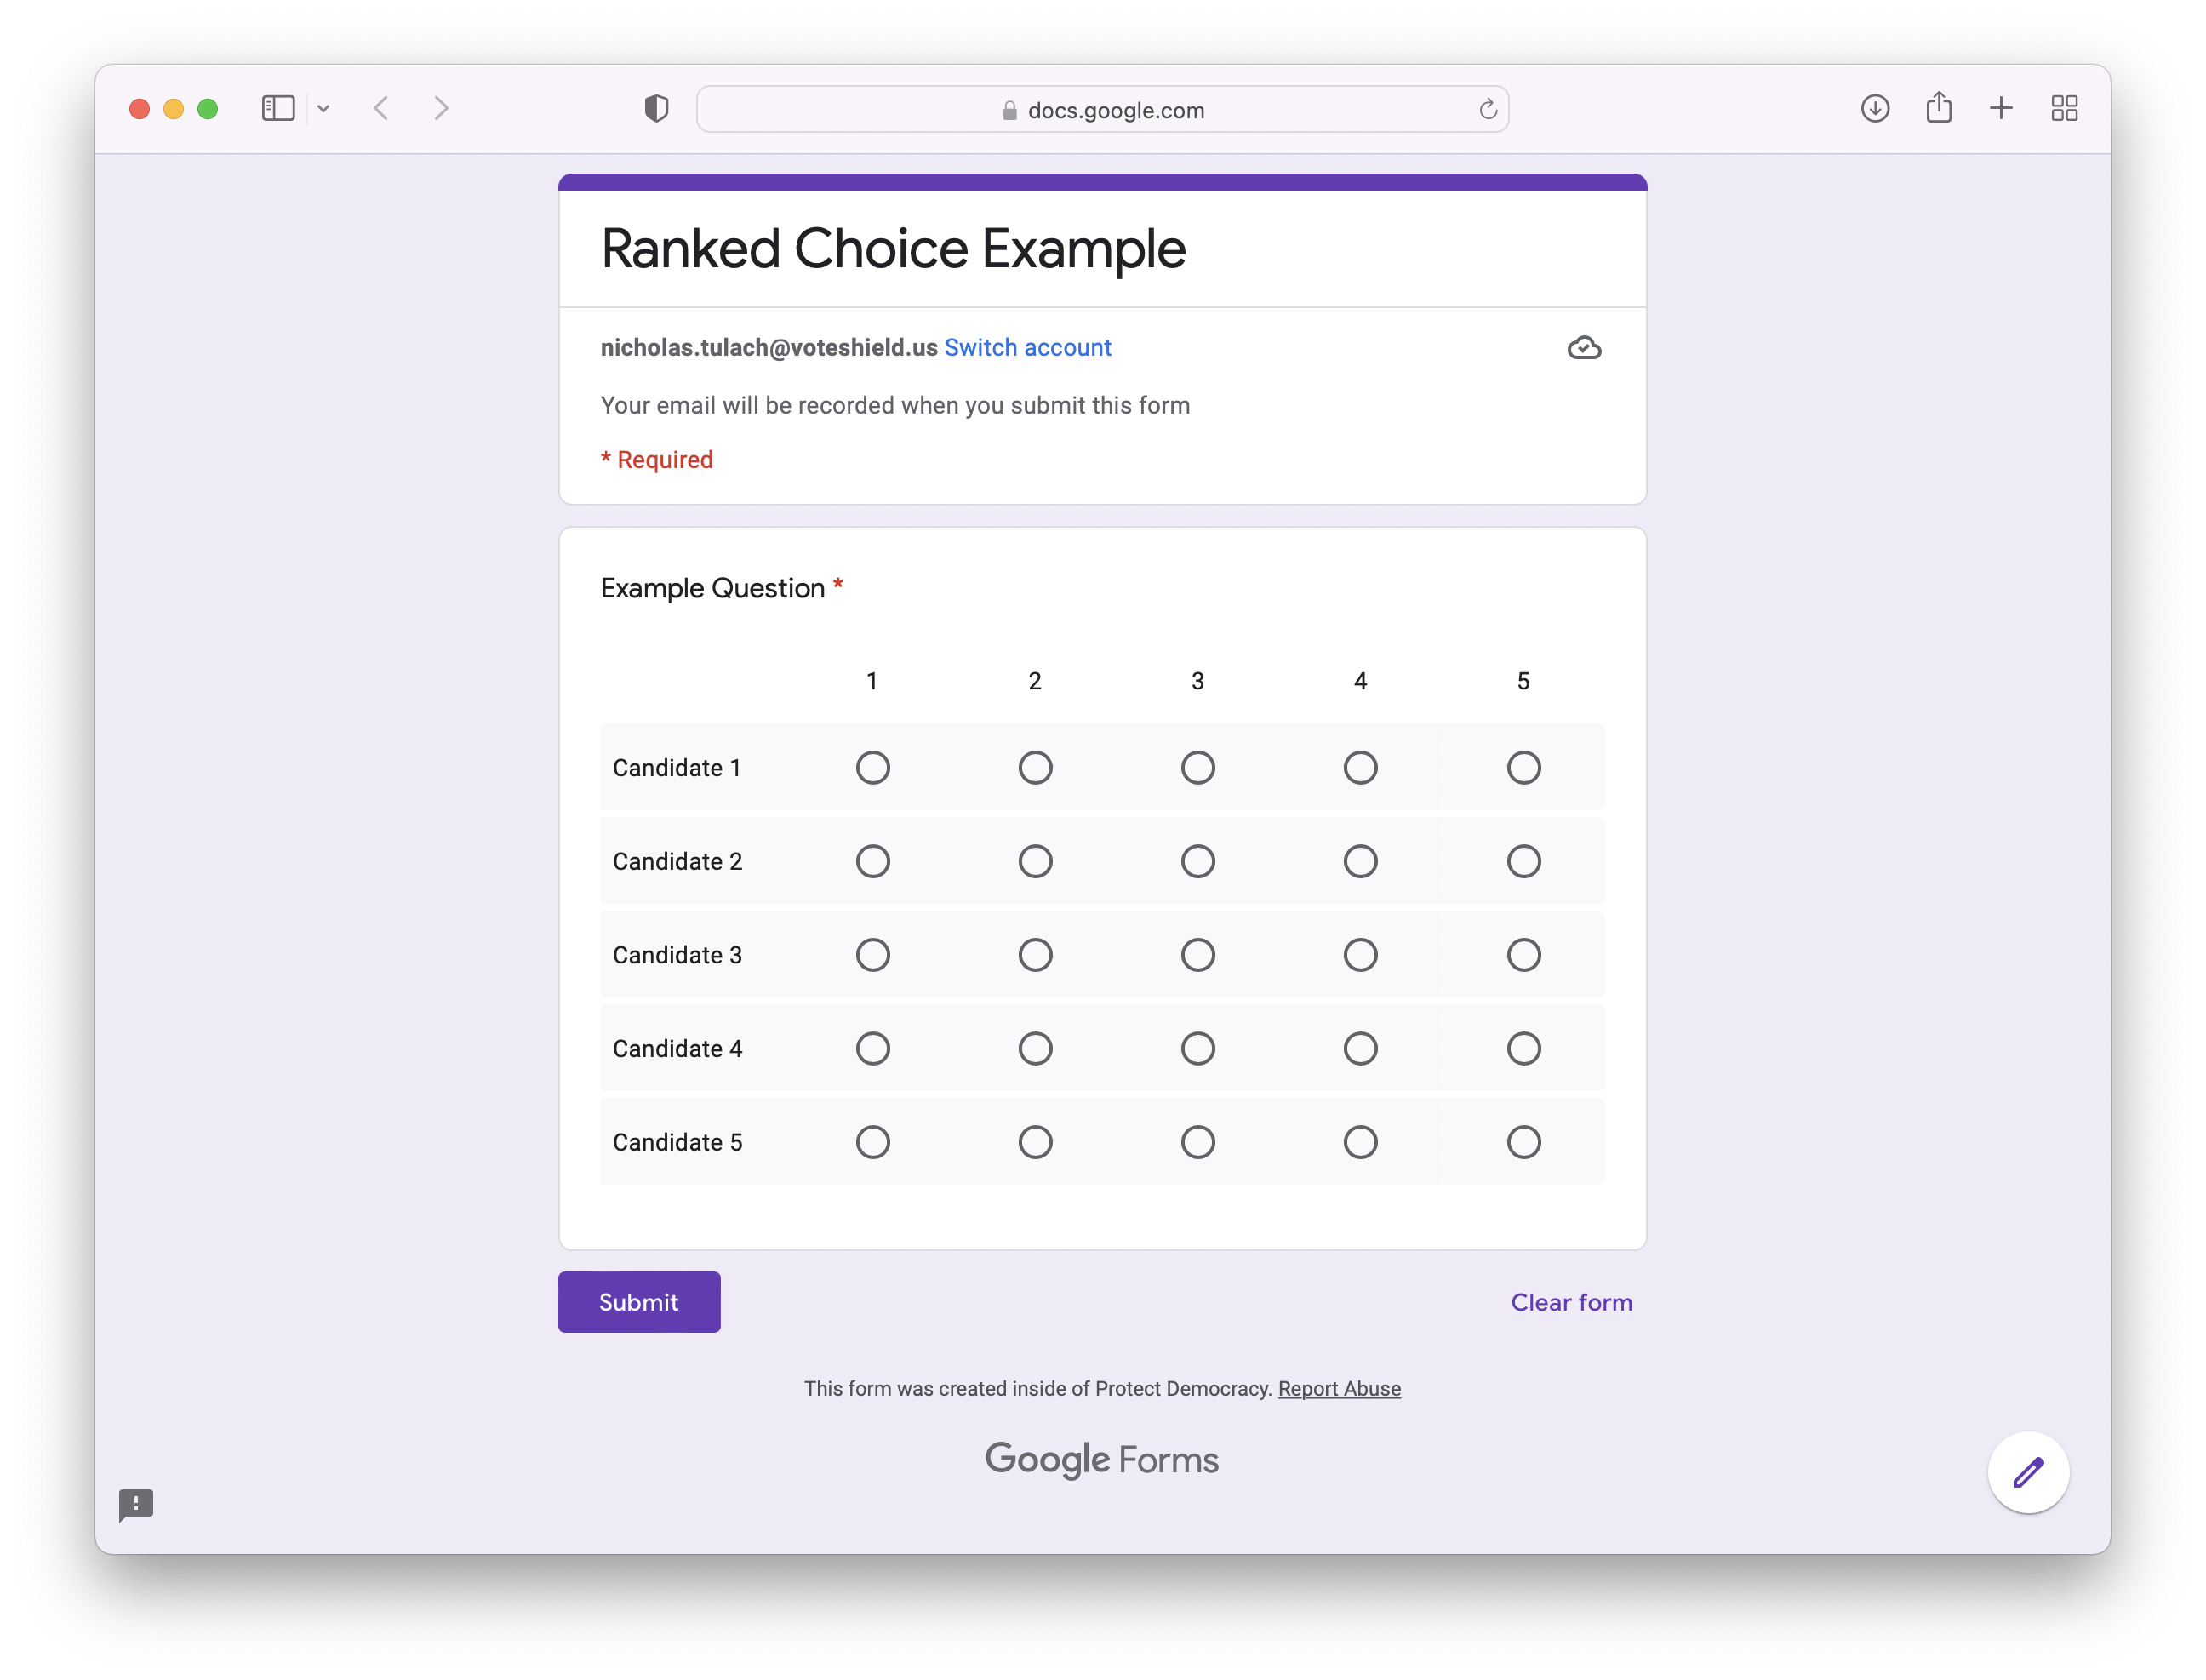 docs.google.com
Ranked Choice Example
nicholas.tulach@voteshield.us Switch account
Your email will be recorded when you submit this form
* Required
Example Question *
1 2 3 4 5
Candidate 1
Candidate 2
Candidate 3
Candidate 4
Candidate 5
Submit Clear form
This form was created inside of Protect Democracy. Report Abuse
Google Forms